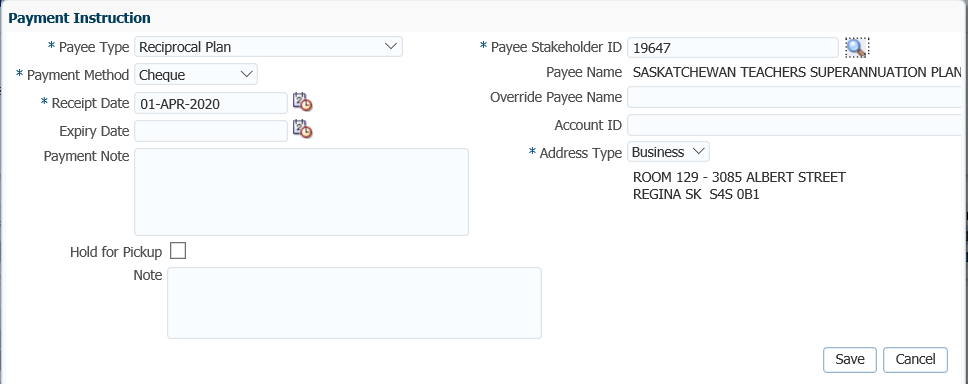 Payment Instruction
* Payee Type Reciprocal Plan
* Payment Method Cheque
* Receipt Date 01-APR-2020
Expiry Date
Payment Note
Hold for Pickup
Note
* Payee Stakeholder ID 19647
Payee Name SASKATCHEWAN TEACHERS SUPERANNUATION PLAN
Override Payee Name
Account ID
* Address Type Business
ROOM 129 - 3085 ALBERT STREET
REGINA SK S4S 0B1
Save Cancel